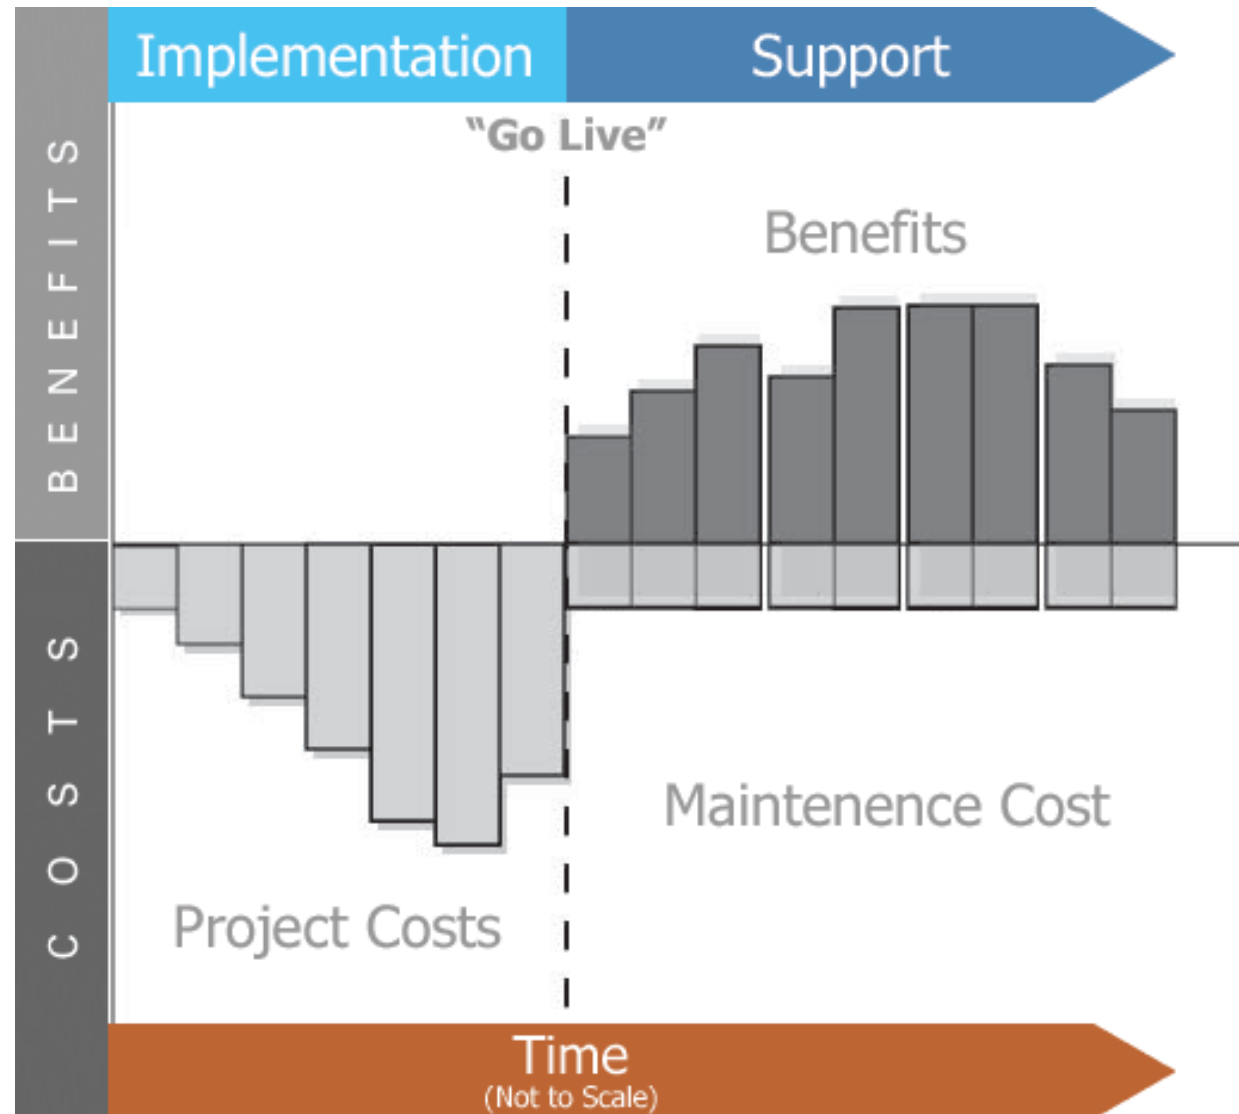 Implementation
Support
"Go Live"
BENEFITS
Benefits
COSTS
Maintenence Cost
Project Costs
Time
(Not to Scale)